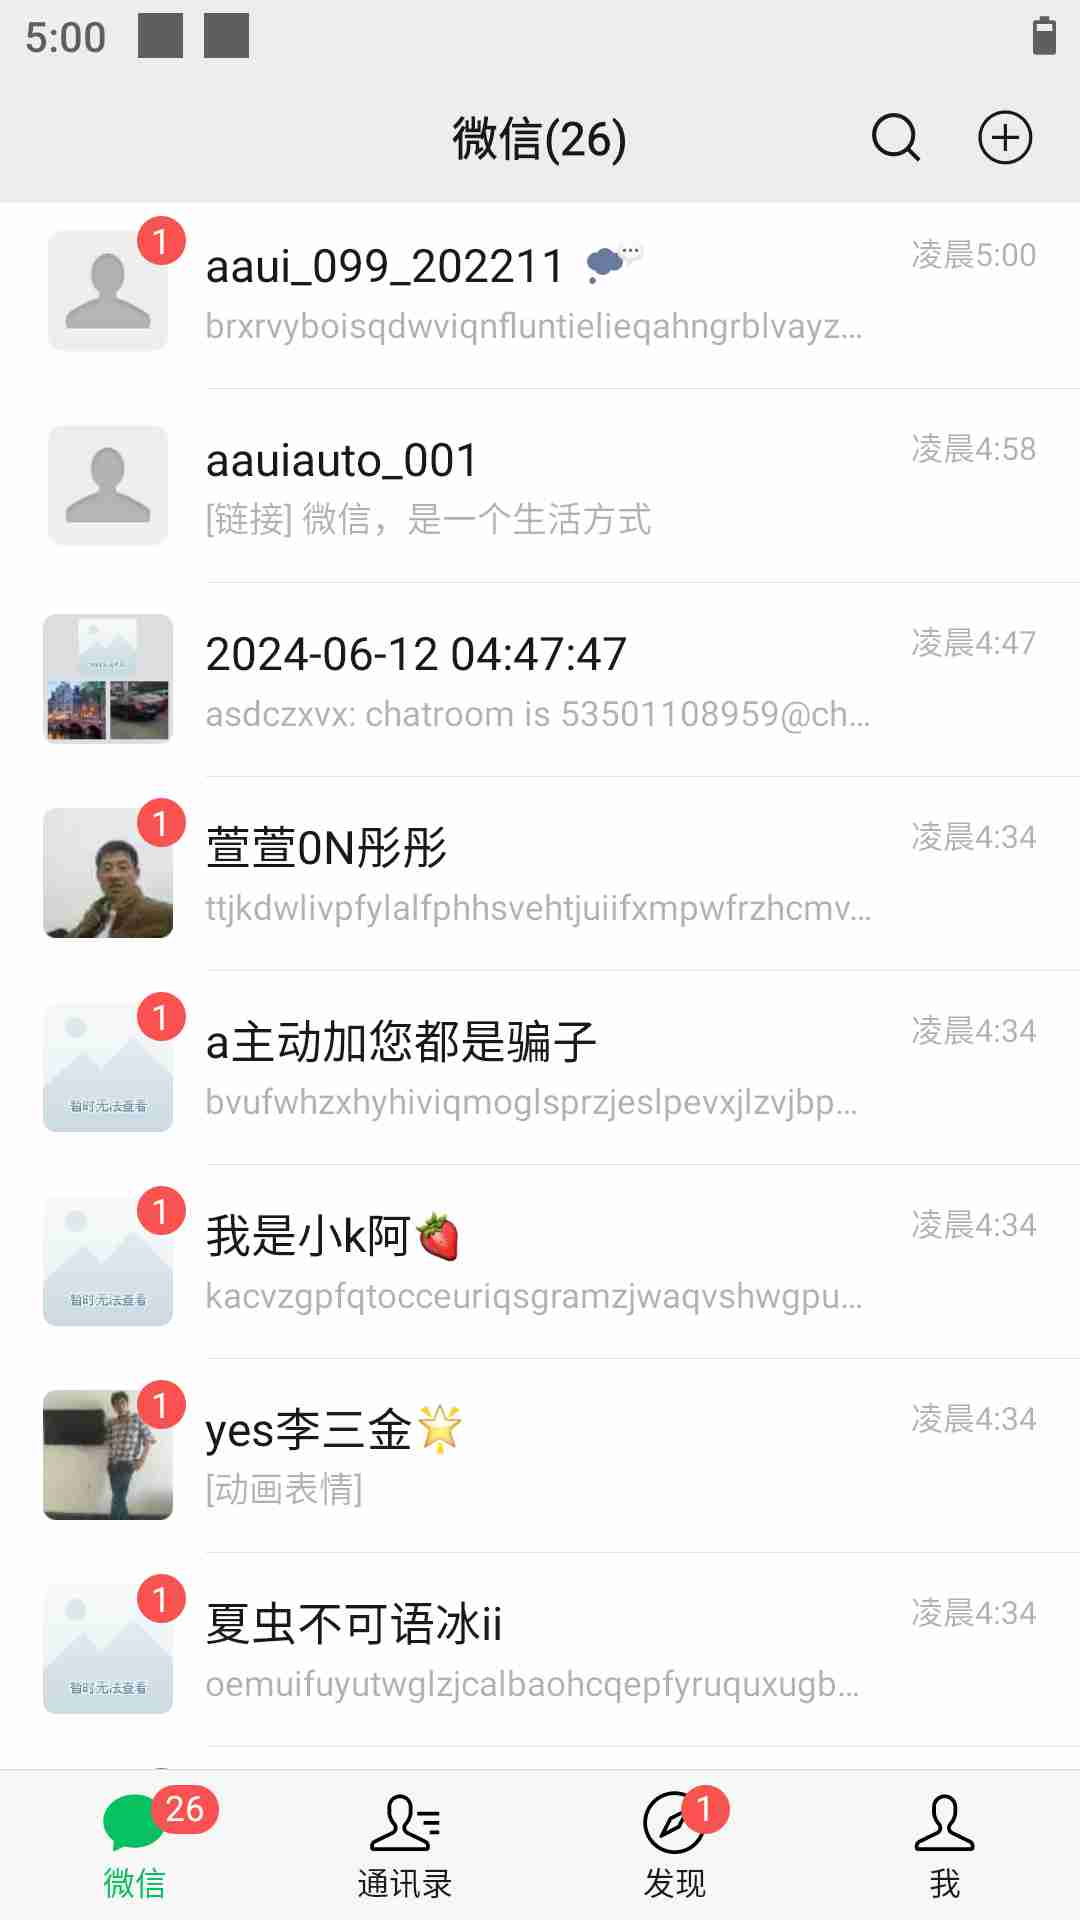 5:00
微信(26)
1
aaui_099_202211
凌晨5:00
brxrvyboisqdwviqnfluntielieqahngrblvayz...
aauiauto_001
凌晨4:58
[链接] 微信，是一个生活方式
2024-06-12 04:47:47
凌晨4:47
asdczxvx: chatroom is 53501108959@ch...
1
萱萱0N彤彤
凌晨4:34
ttjkdwlivpfylalfphhsvehtjuiifxmpwfrzhcmv...
1
a主动加您都是骗子
凌晨4:34
暂时无法查看
bvufwhzxhyhiviqmoglsprzjeslpevxjlzvjbp...
1
我是小k阿🍓
凌晨4:34
暂时无法查看
kacvzgpfqtocceuriqsgramzjwaqvshwgpu...
1
yes李三金🌟
凌晨4:34
[动画表情]
1
夏虫不可语冰ii
凌晨4:34
暂时无法查看
oemuifuyutwglzjcalbaohcqepfyruquxugb...
26
1
微信
通讯录
发现
我